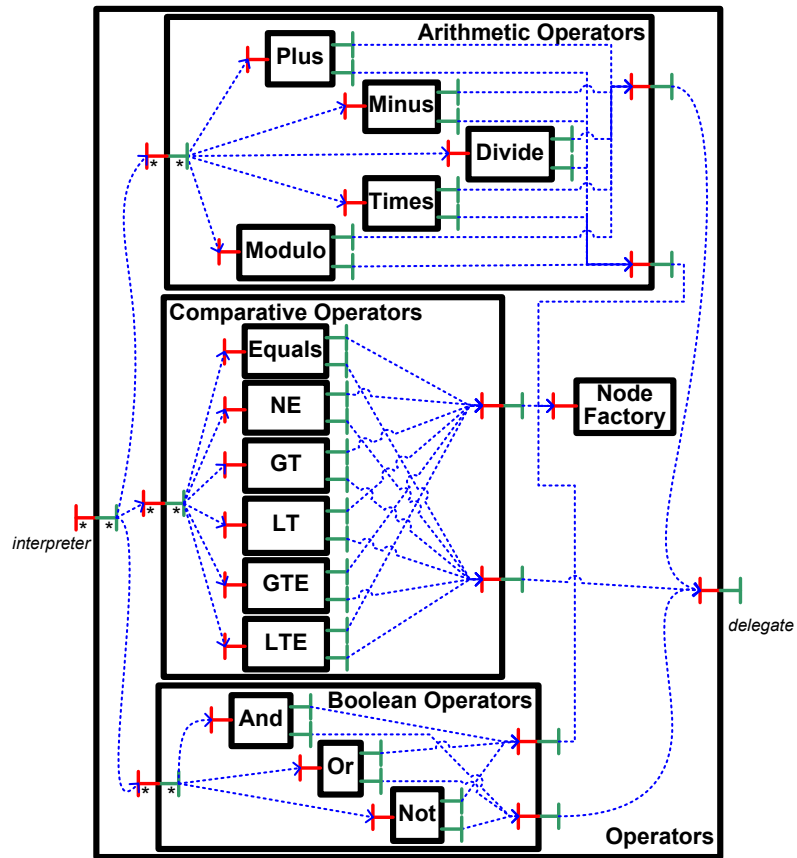 Arithmetic Operators
Plus
Minus
Divide
* *
Times
Modulo
Comparative Operators
Equals
NE
Node
Factory
GT
* *
LT
* *
interpreter
GTE
delegate
LTE
Boolean Operators
And
Or
* *
Not
Operators